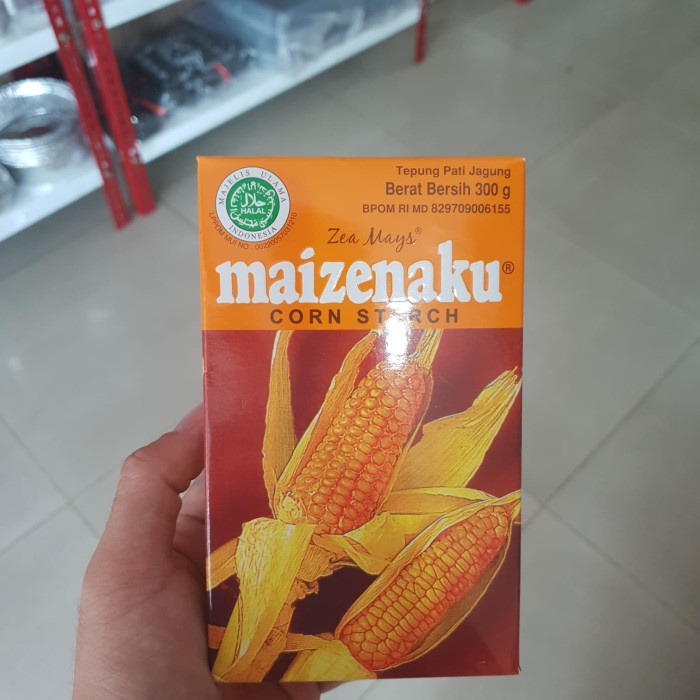 MAJELIS ULAMA
حلال
HALAL
INDONESIA
Tepung Pati Jagung
Berat Bersih 300 g
BPOM RI MD 829709006155
Zea Mays®
maizenaku®
CORN STARCH